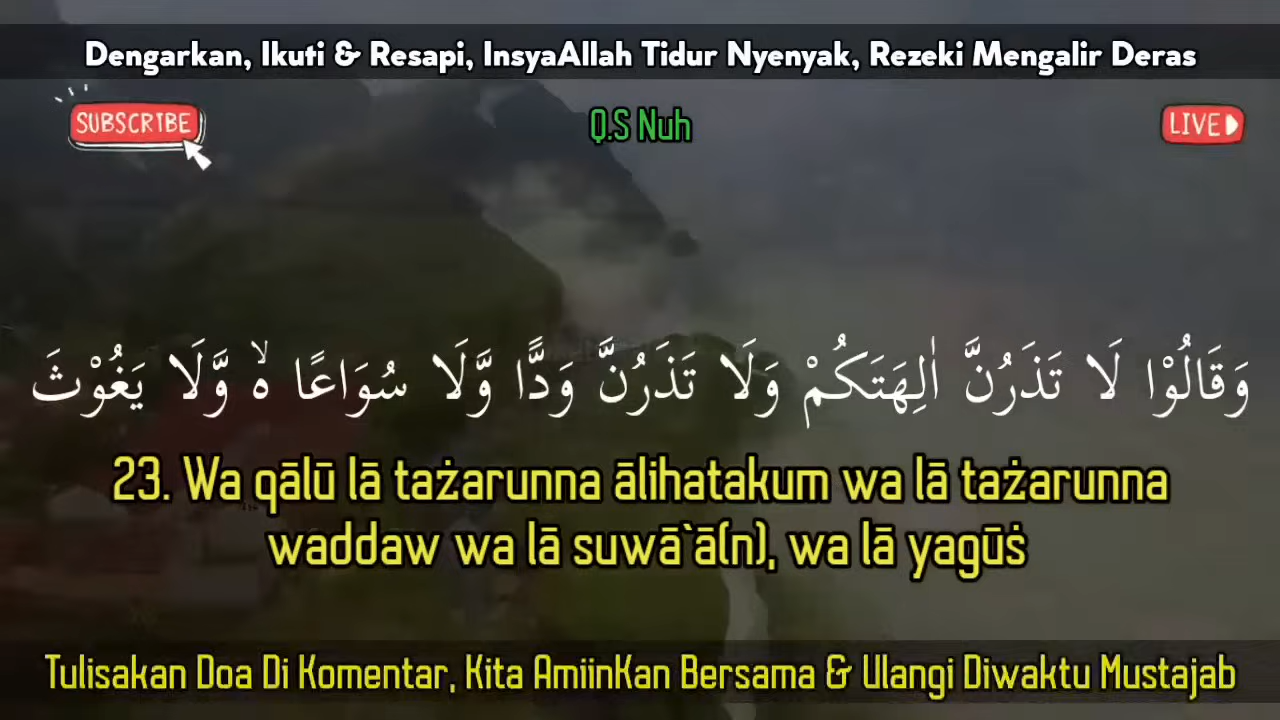 Dengarkan, Ikuti & Resapi, InsyaAllah Tidur Nyenyak, Rezeki Mengalir Deras
SUBSCRIBE
Q.S Nuh
LIVE
وَقَالُوْا لَا تَذَرُنَّ اٰلِهَتَكُمْ وَلَا تَذَرُنَّ وَدًّا وَّلَا سُوَاعًا ەۙ وَّلَا يَغُوْثَ
23. Wa qālū lā tażarunna ālihatakum wa lā tażarunna
waddaw wa lā suwā`ā(n), wa lā yagūṡ
Tulisakan Doa Di Komentar, Kita AmiinKan Bersama & Ulangi Diwaktu Mustajab